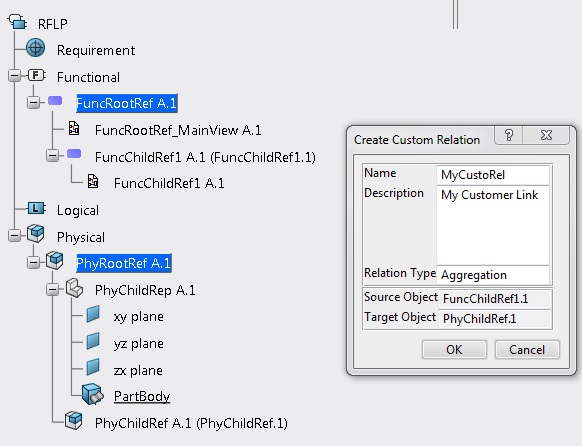 RFLP
Requirement
F
Functional
FuncRootRef A.1
FuncRootRef_MainView A.1
FuncChildRef1 A.1 (FuncChildRef1.1)
FuncChildRef1 A.1
L
Logical
Physical
PhyRootRef A.1
PhyChildRep A.1
xy plane
yz plane
zx plane
PartBody
PhyChildRef A.1 (PhyChildRef.1)
Create Custom Relation
?
Name MyCustoRel
Description My Customer Link
Relation Type Aggregation
Source Object FuncChildRef1.1
Target Object PhyChildRef.1
OK Cancel